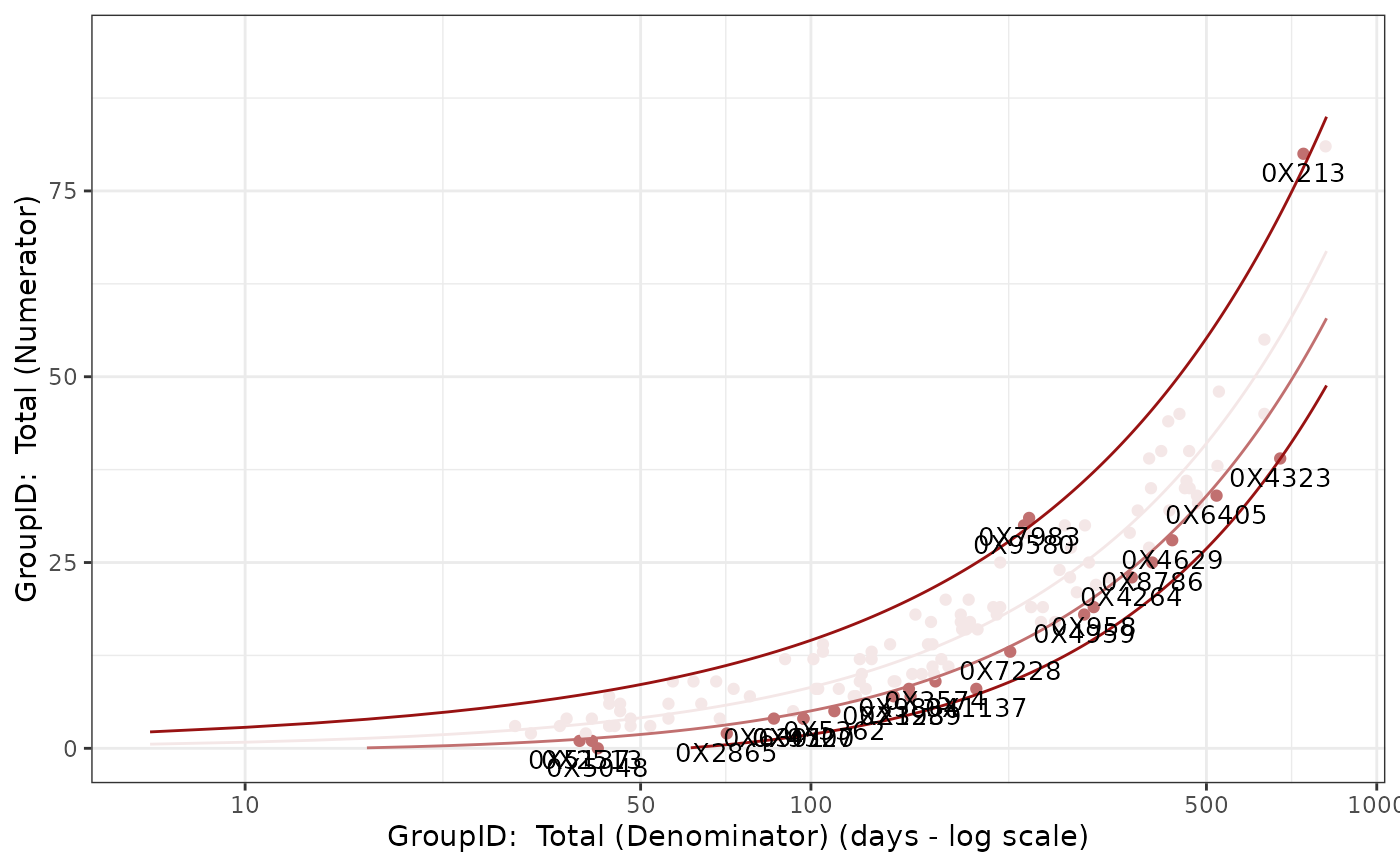 75
50
25
0
GroupID:  Total (Numerator)
0X213
0X4323
0X6405
0X7983
0X9580
0X4629
0X8786
0X4264
0X958
0X4959
0X7228
0X3574
0X1137
0X2865
0X5048
10
50
100
500
1000
GroupID:  Total (Denominator) (days - log scale)